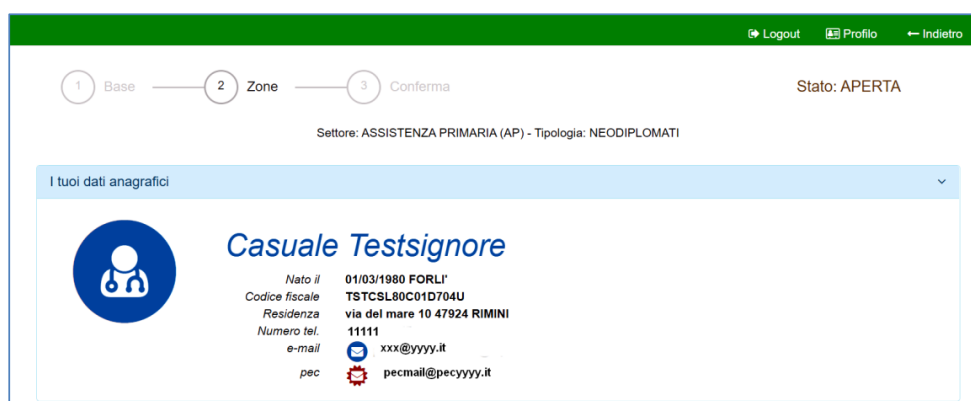 Logout Profilo ← Indietro
1 Base 2 Zone 3 Conferma Stato: APERTA
Settore: ASSISTENZA PRIMARIA (AP) - Tipologia: NEODIPLOMATI
I tuoi dati anagrafici
Casuale Testsignore
Nato il 01/03/1980 FORLI'
Codice fiscale TSTCSL80C01D704U
Residenza via del mare 10 47924 RIMINI
Numero tel. 11111
e-mail xxx@yyyy.it
pec pecmail@pecyyyy.it